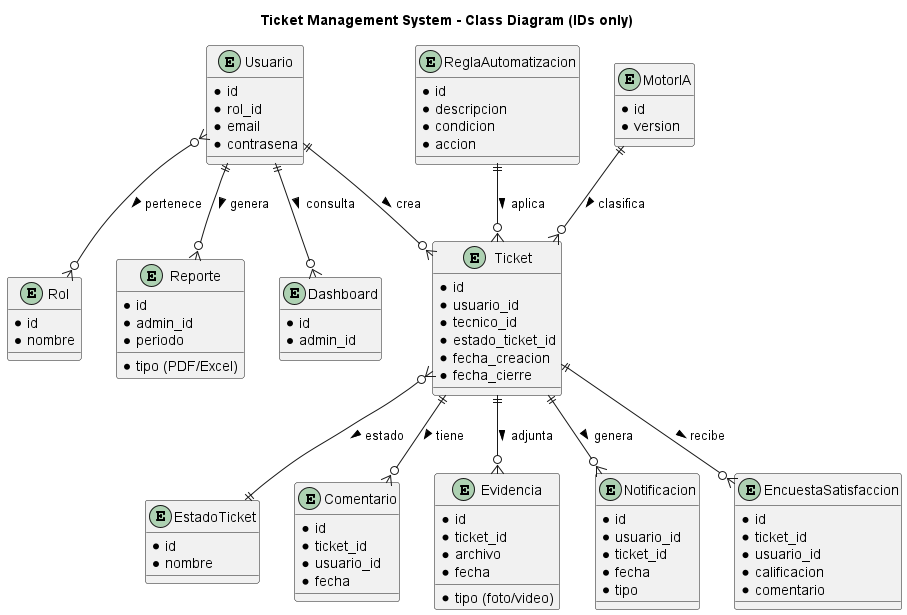 Ticket Management System - Class Diagram (IDs only)
E Usuario
id
rol_id
email
contrasena
E ReglaAutomatizacion
id
descripcion
condicion
accion
E MotorIA
id
version
pertenece
genera
consulta
crea
aplica
clasifica
E Rol
id
nombre
E Reporte
id
admin_id
periodo
tipo (PDF/Excel)
E Dashboard
id
admin_id
E Ticket
id
usuario_id
tecnico_id
estado_ticket_id
fecha_creacion
fecha_cierre
estado
tiene
adjunta
genera
recibe
E EstadoTicket
id
nombre
E Comentario
id
ticket_id
usuario_id
fecha
E Evidencia
id
ticket_id
archivo
fecha
tipo (foto/video)
E Notificacion
id
usuario_id
ticket_id
fecha
tipo
E EncuestaSatisfaccion
id
ticket_id
usuario_id
calificacion
comentario